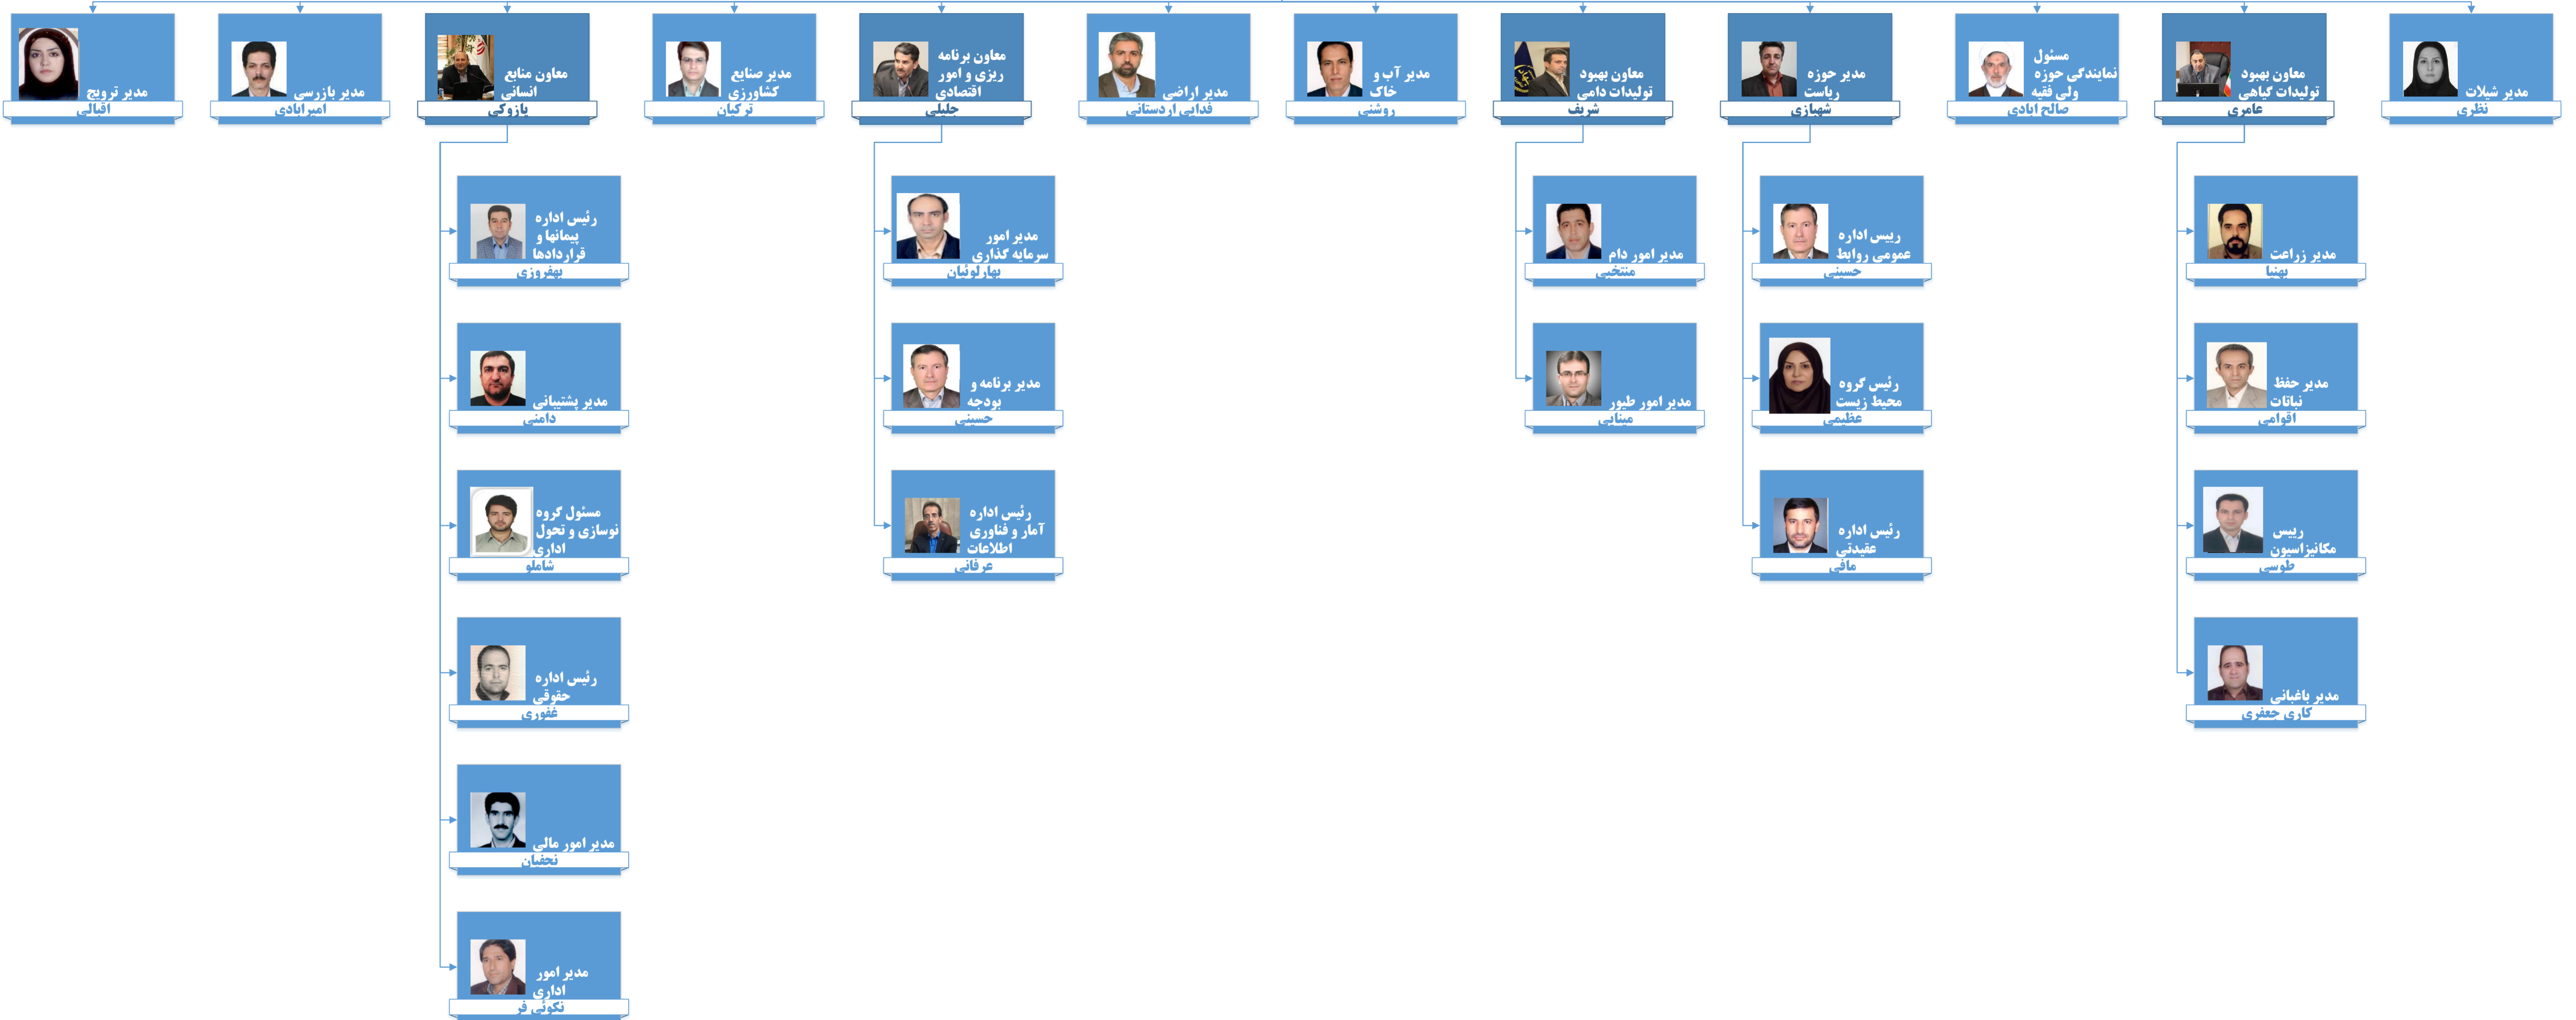 مدیر شیلات
نظری
معاون بهبود
تولیدات گیاهی
عامری
مسئول
نمایندگی حوزه
ولی فقیه
صالح ابادی
مدیر حوزه
ریاست
شهبازی
معاون بهبود
تولیدات دامی
شریف
مدیر آب و
خاک
روشنی
مدیر اراضی
فدایی اردستانی
معاون برنامه
ریزی و امور
اقتصادی
جلیلی
مدیر صنایع
کشاورزی
ترکیان
معاون منابع
انسانی
پازوکی
مدیر بازرسی
امیرابادی
مدیر ترویج
اقبالی
مدیر زراعت
بهنیا
مدیر حفظ
نباتات
اقوامی
رییس
مکانیزاسیون
طوسی
مدیر باغبانی
کاری جعفری
رییس اداره
عمومی روابط
حسینی
رئیس گروه
محیط زیست
عظیمی
رئیس اداره
عقیدتی
مافی
مدیر امور دام
منتخبی
مدیر امور طیور
مینایی
مدیر امور
سرمایه گذاری
بهارلوئیان
مدیر برنامه و
بودجه
حسینی
رئیس اداره
آمار و فناوری
اطلاعات
عرفانی
رئیس اداره
پیمانها و
قراردادها
بهفروزی
مدیر پشتیبانی
دامنی
مسئول گروه
نوسازی و تحول
اداری
شاملو
رئیس اداره
حقوقی
غفوری
مدیر امور مالی
نجفیان
مدیر امور
اداری
نکوئی فر